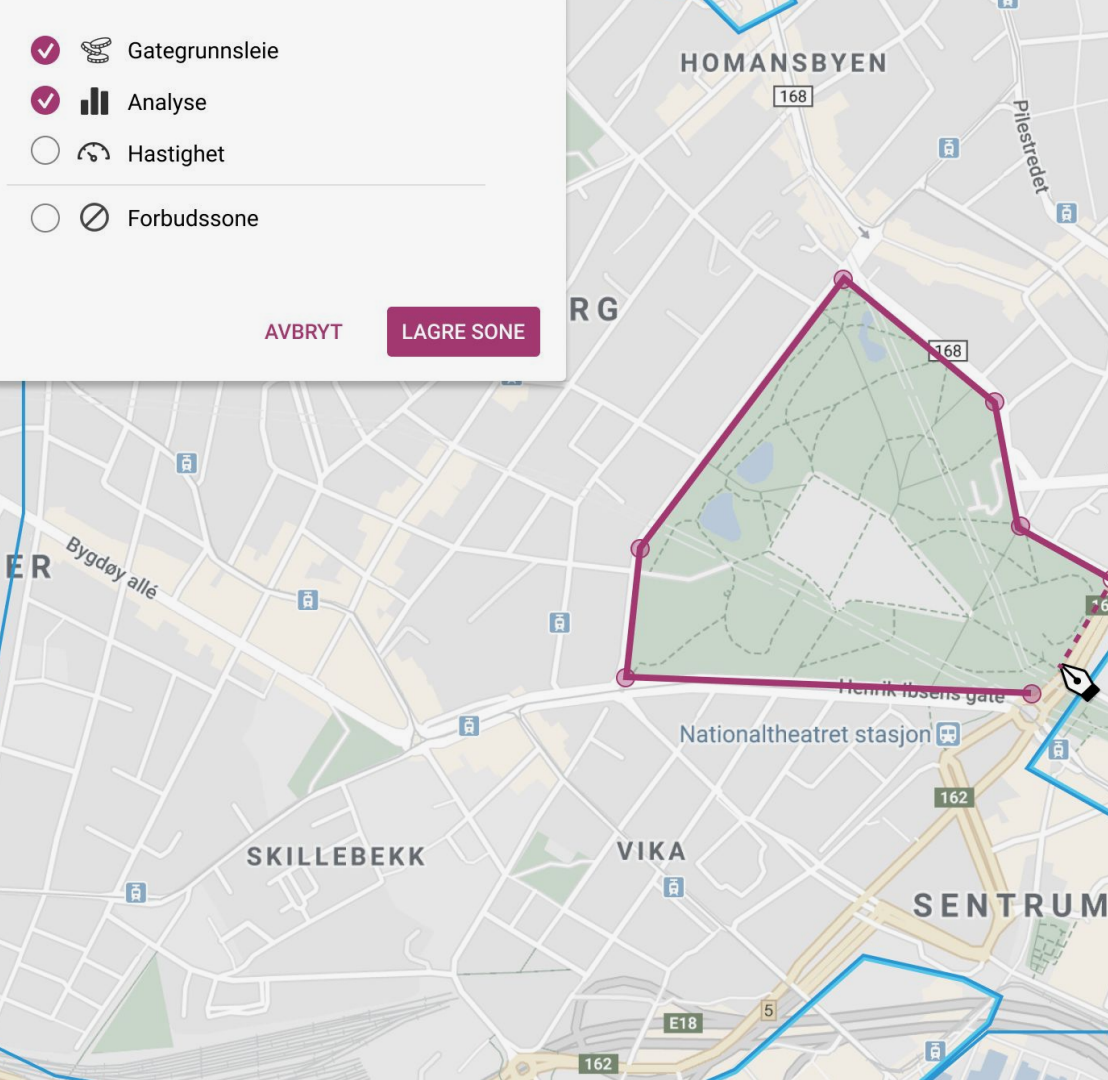 Gategrunnsleie
Analyse
Hastighet
Forbudssone
AVBRYT
LAGRE SONE
HOMANSBYEN
168
Pilestredet
RG
168
ER
Bygdøy allé
Henrik Ibsens gate
Nationaltheatret stasjon
162
SKILLEBEKK
VIKA
SENTRUM
5
E18
162